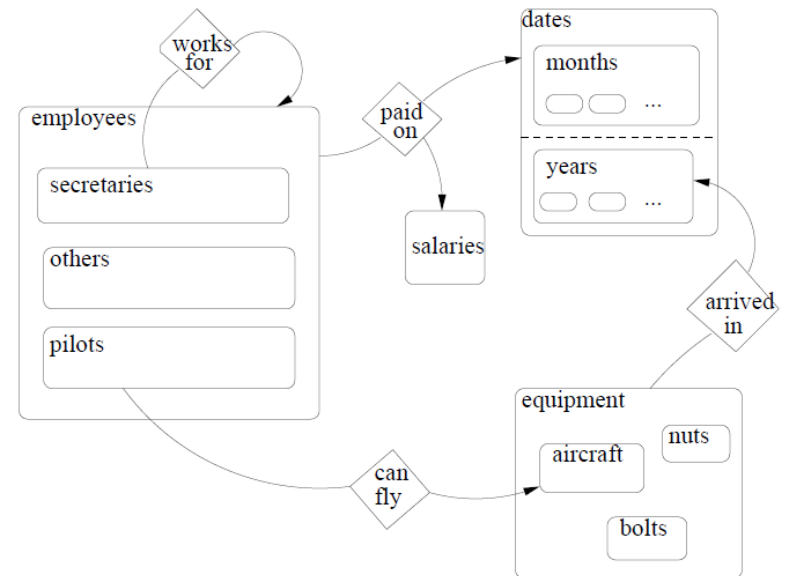 works
for
employees
secretaries
others
pilots
paid
on
salaries
dates
months
...
years
...
arrived
in
can
fly
equipment
aircraft
nuts
bolts